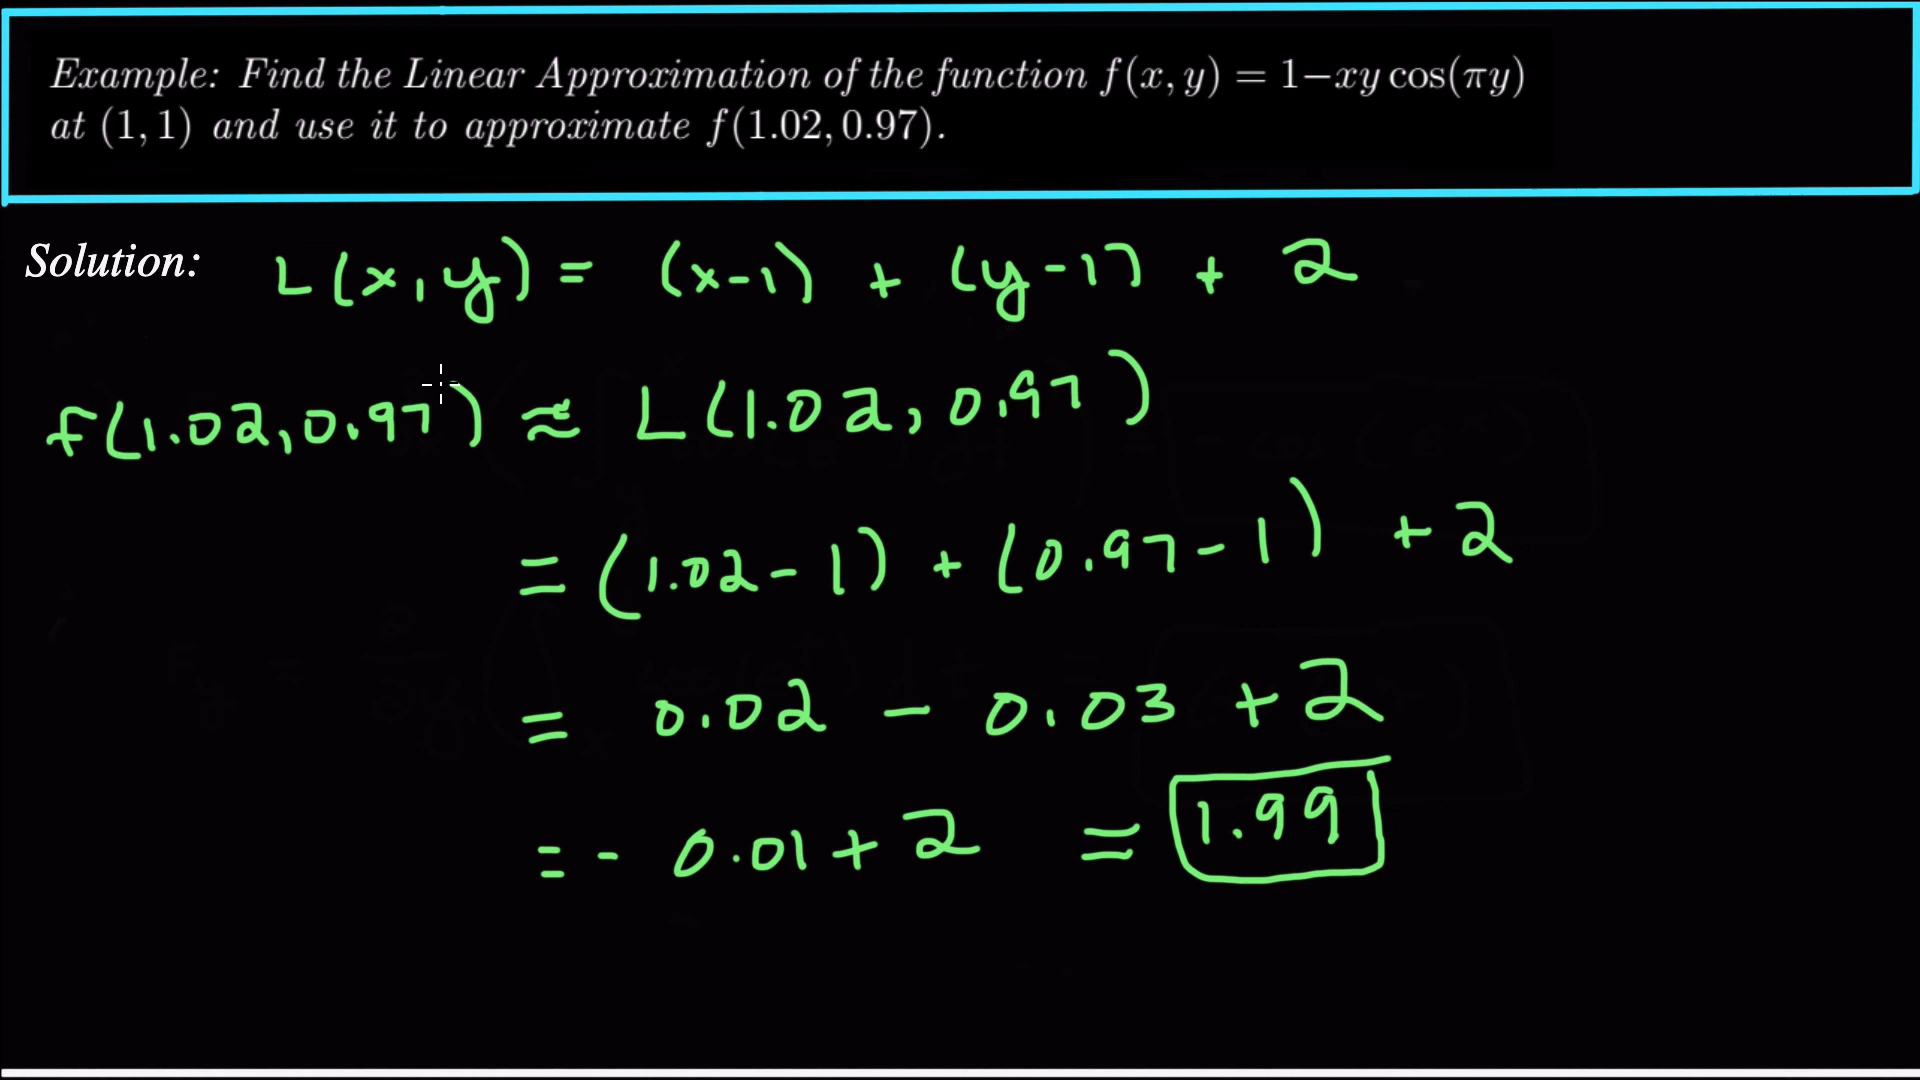 Example: Find the Linear Approximation of the function f(x, y) = 1−xy cos(πy)
at (1, 1) and use it to approximate f(1.02, 0.97).
Solution: L(x,y) = (x-1) + (y-1) + 2
f(1.02,0.97) ≈ L(1.02,0.97)
= (1.02-1) + (0.97-1) + 2
= 0.02 - 0.03 + 2
= - 0.01 + 2 = 1.99